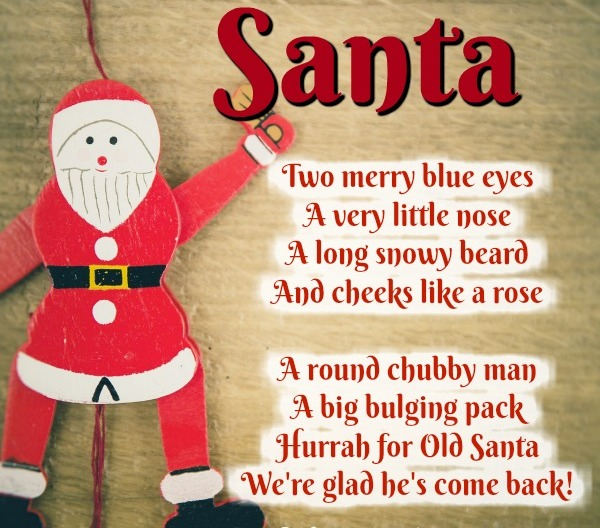 Santa
Two merry blue eyes
A very little nose
A long snowy beard
And cheeks like a rose
A round chubby man
A big bulging pack
Hurrah for Old Santa
We're glad he's come back!